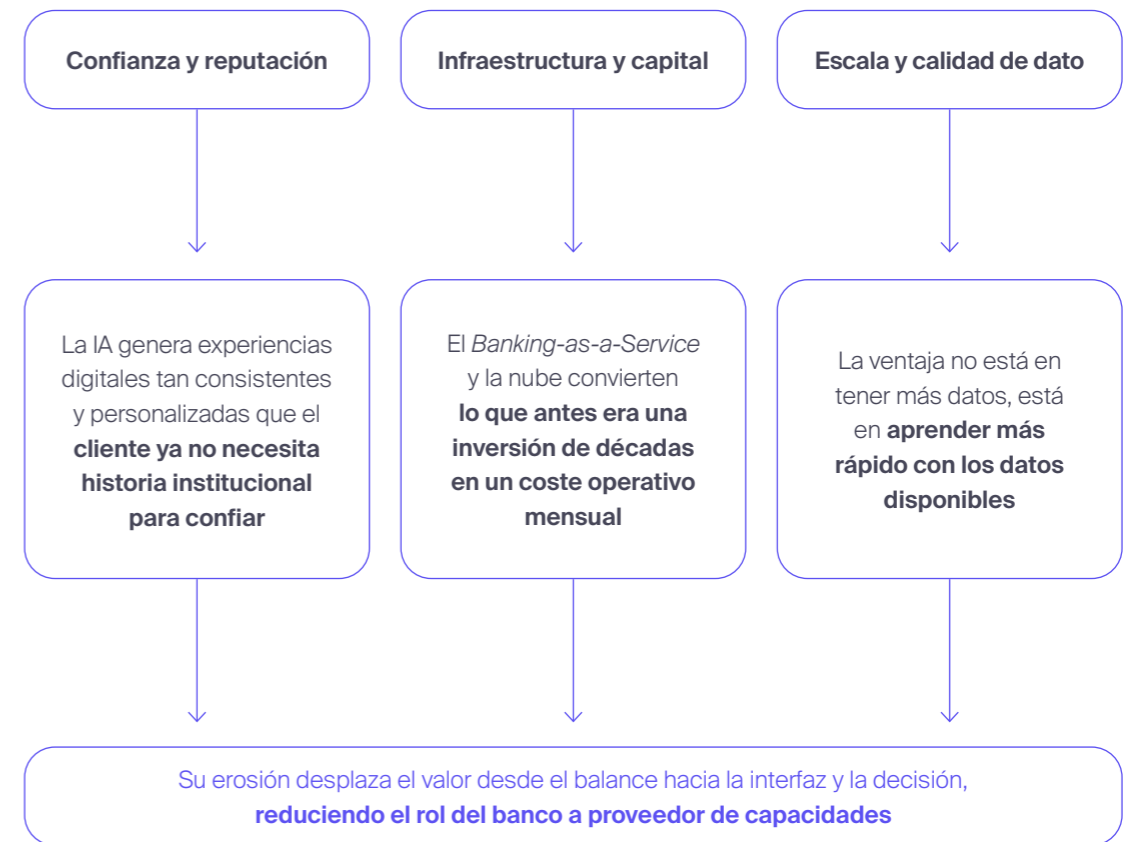 Confianza y reputación
Infraestructura y capital
Escala y calidad de dato
La IA genera experiencias
digitales tan consistentes
y personalizadas que el
cliente ya no necesita
historia institucional
para confiar
El Banking-as-a-Service
y la nube convierten
lo que antes era una
inversión de décadas
en un coste operativo
mensual
La ventaja no está en
tener más datos, está
en aprender más
rápido con los datos
disponibles
Su erosión desplaza el valor desde el balance hacia la interfaz y la decisión,
reduciendo el rol del banco a proveedor de capacidades